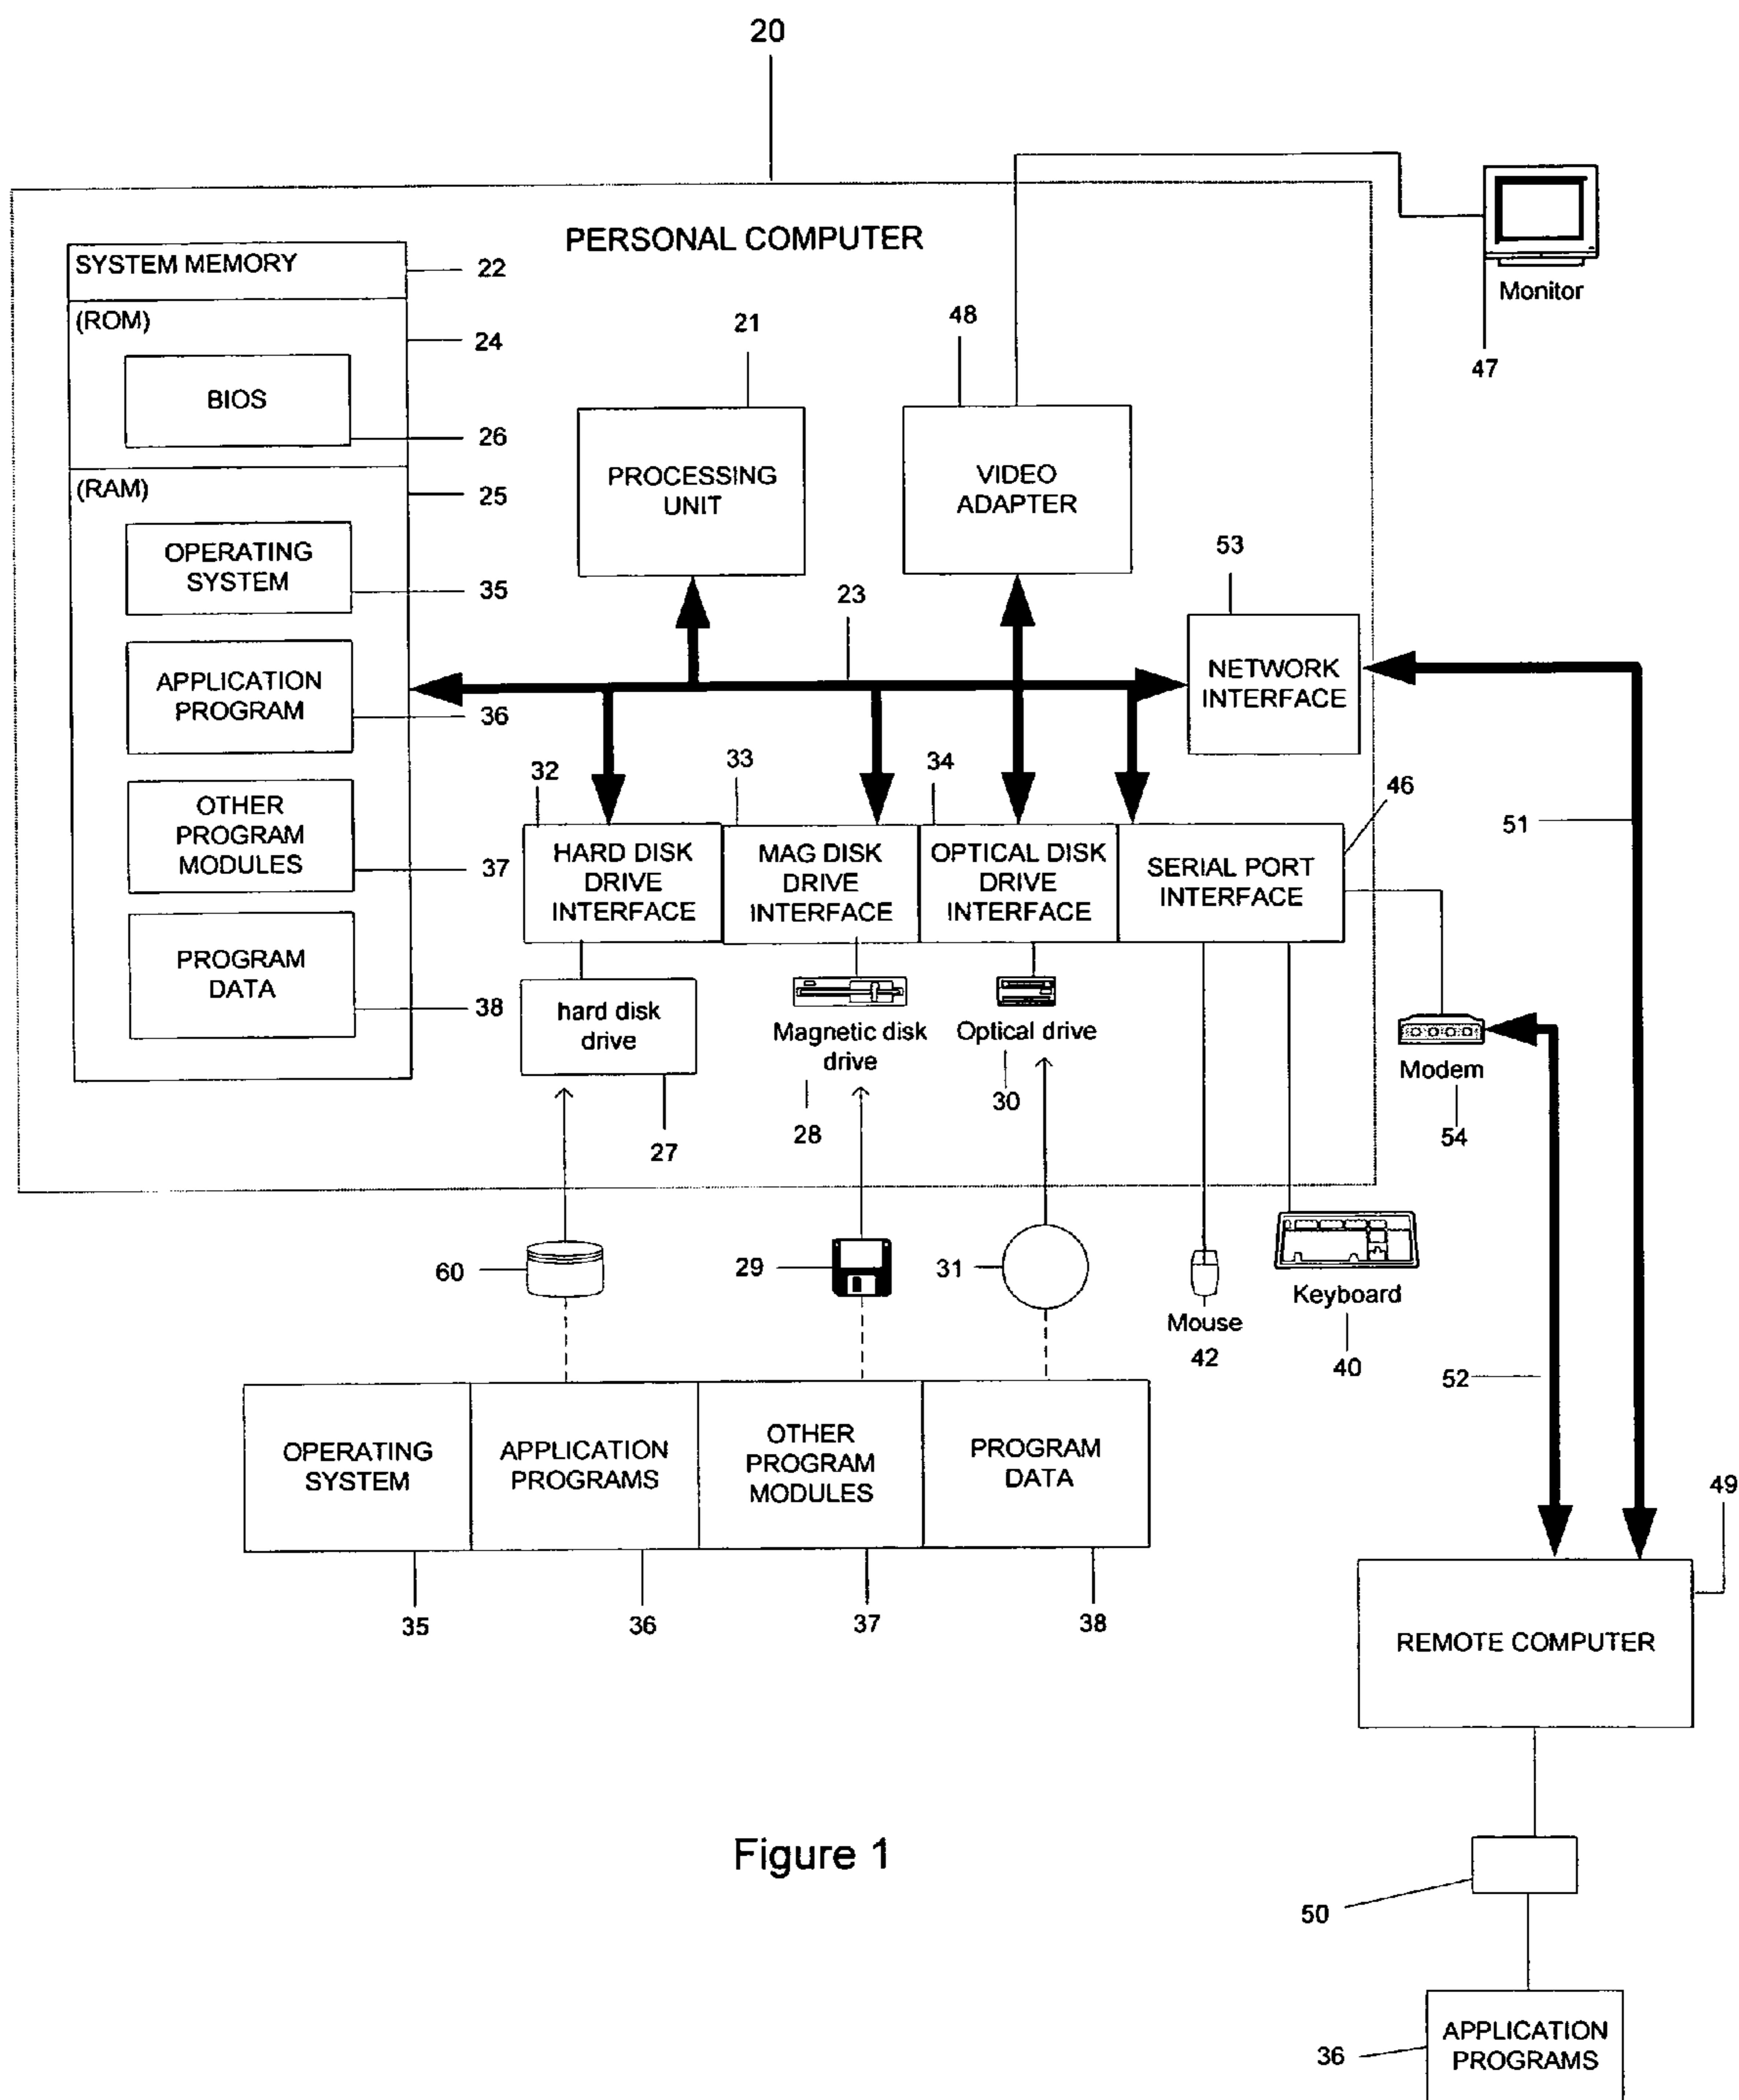 20
PERSONAL COMPUTER
SYSTEM MEMORY
22
(ROM)
24
BIOS
26
(RAM)
25
OPERATING
SYSTEM
35
APPLICATION
PROGRAM
36
OTHER
PROGRAM
MODULES
37
PROGRAM
DATA
38
21
PROCESSING
UNIT
48
VIDEO
ADAPTER
Monitor
47
23
53
NETWORK
INTERFACE
32
HARD DISK
DRIVE
INTERFACE
33
MAG DISK
DRIVE
INTERFACE
34
OPTICAL DISK
DRIVE
INTERFACE
46
SERIAL PORT
INTERFACE
51
hard disk
drive
27
Magnetic disk
drive
28
Optical drive
30
Modem
54
60
29
31
Mouse
42
Keyboard
40
52
OPERATING
SYSTEM
35
APPLICATION
PROGRAMS
36
OTHER
PROGRAM
MODULES
37
PROGRAM
DATA
38
49
REMOTE COMPUTER
50
36
APPLICATION
PROGRAMS
Figure 1